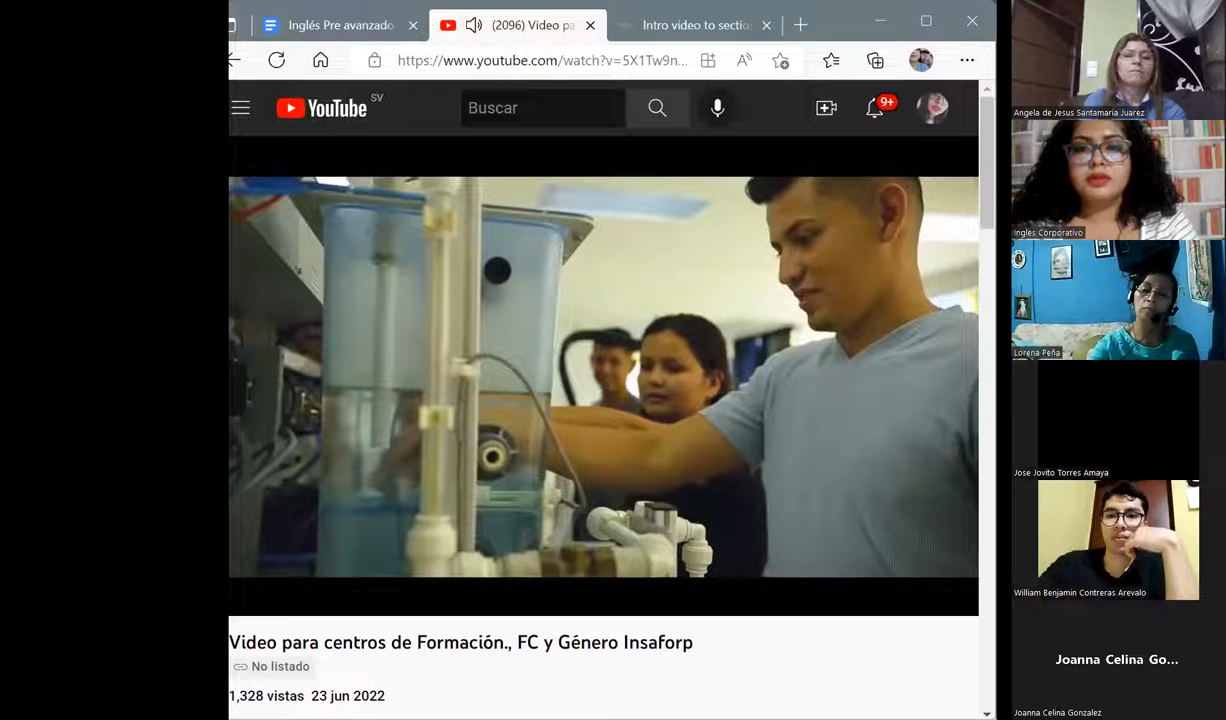 Inglés Pre avanzado
(2096) Video pa
Intro video to sectio
https://www.youtube.com/watch?v=5X1Tw9n...
YouTube SV
Buscar
9+
Video para centros de Formación., FC y Género Insaforp
No listado
1,328 vistas 23 jun 2022
Angela de Jesus Santamaria Juarez
Ingles Corporativo
Lorena Peña
Jose Jovito Torres Amaya
William Benjamin Contreras Arevalo
Joanna Celina Go...
Joanna Celina Gonzalez